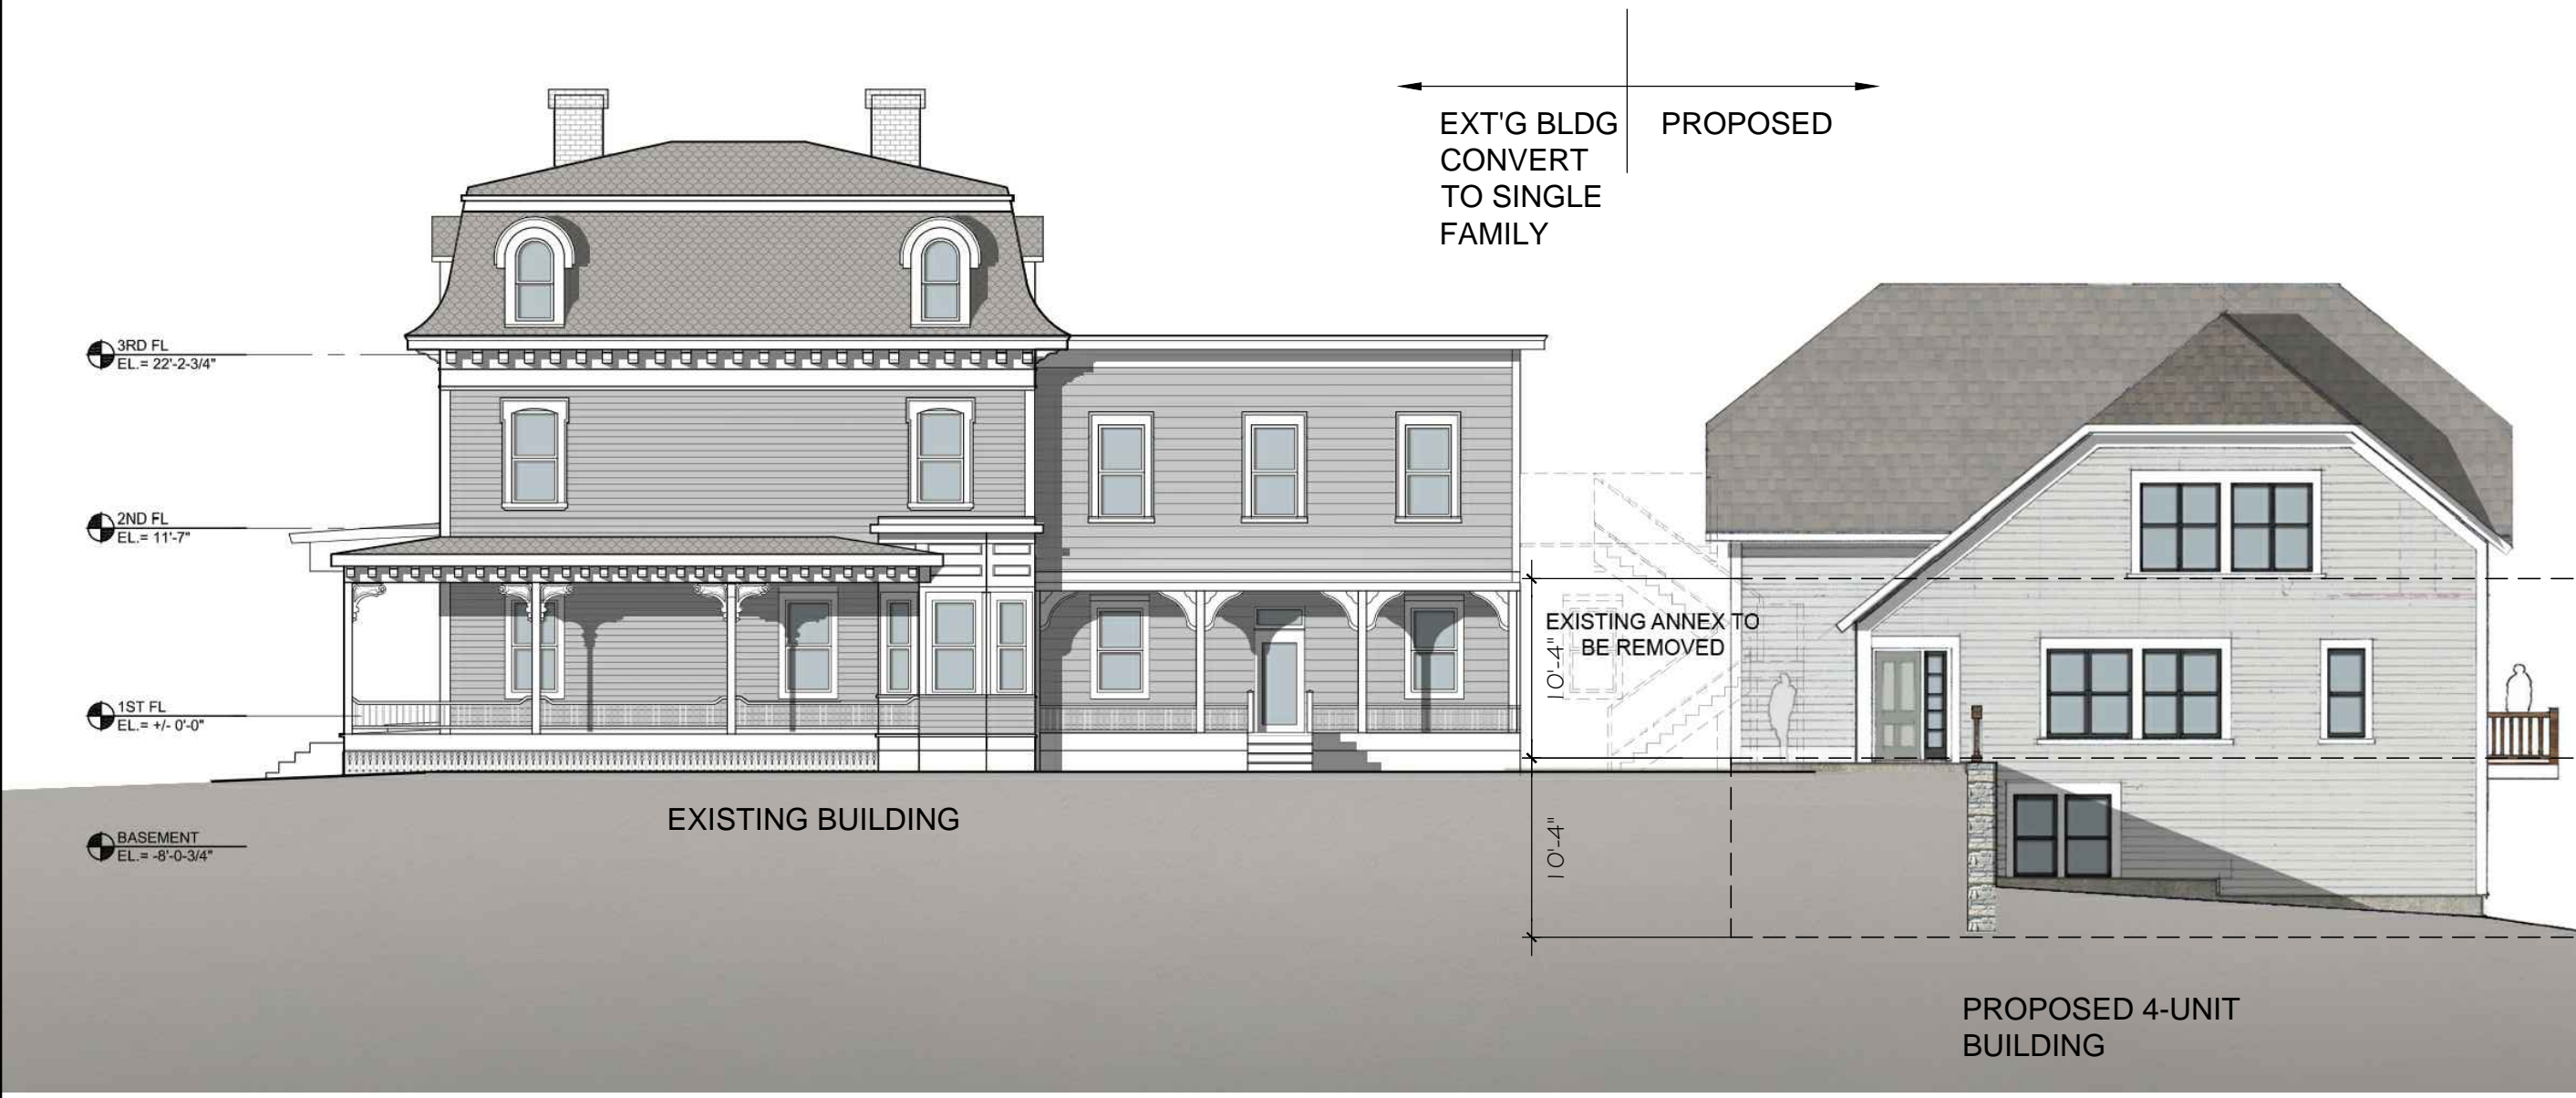 EXT'G BLDG
CONVERT
TO SINGLE
FAMILY
PROPOSED
3RD FL
EL.= 22'-2-3/4"
2ND FL
EL.= 11'-7"
1ST FL
EL.= +/- 0'-0"
BASEMENT
EL.= -8'-0-3/4"
EXISTING BUILDING
EXISTING ANNEX TO
BE REMOVED
10'-4"
10'-4"
PROPOSED 4-UNIT
BUILDING